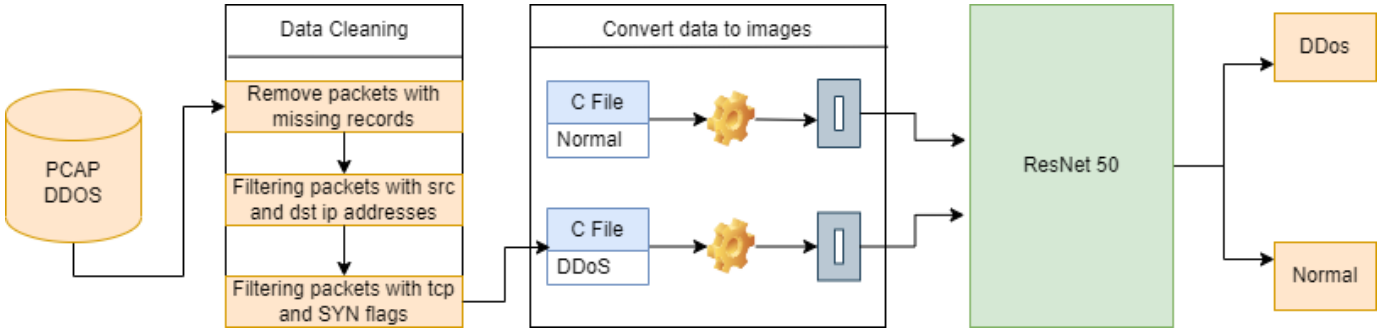 PCAP
DDOS
Data Cleaning
Remove packets with
missing records
Filtering packets with src
and dst ip addresses
Filtering packets with tcp
and SYN flags
Convert data to images
C File
Normal
C File
DDoS
ResNet 50
DDos
Normal